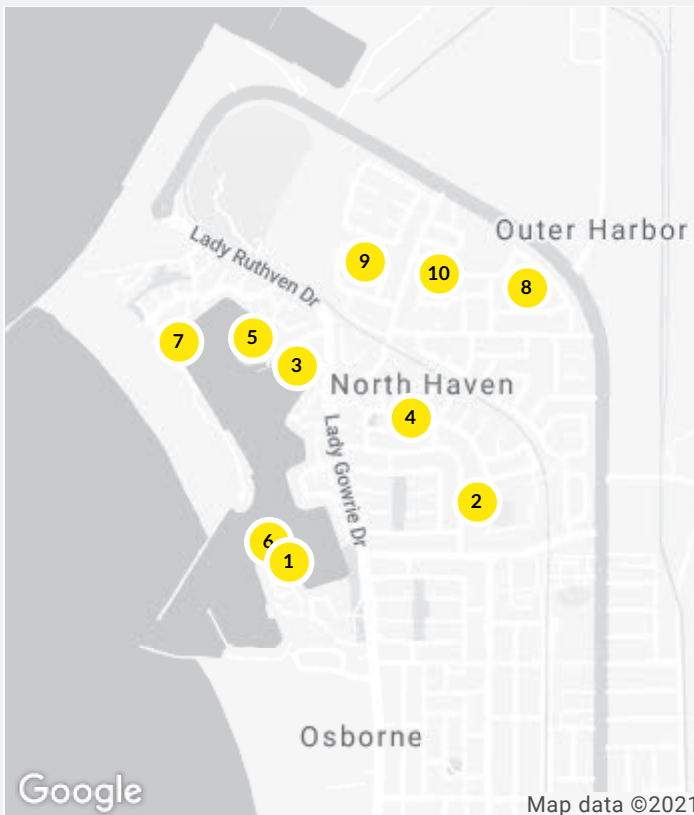 Outer Harbor
Lady Ruthven Dr
9
10
8
7
5
3
North Haven
4
Lady Gowrie Dr
2
6
1
Osborne
Google
Map data ©2021